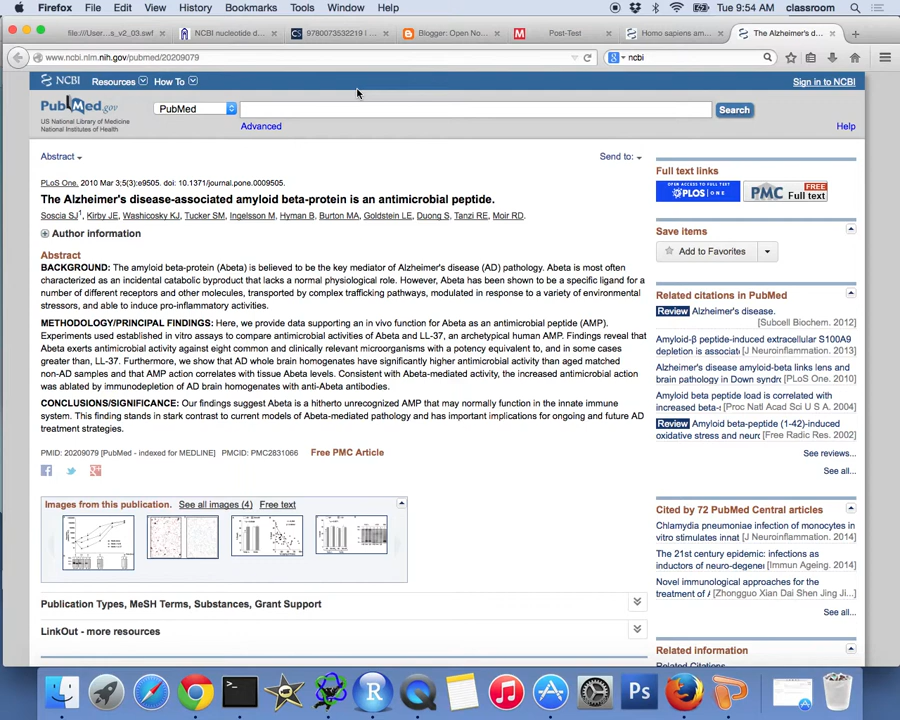 Firefox File Edit View History Bookmarks Tools Window Help Tue 9:54 AM classroom
file:///User...s_v2_03.swf NCBI nucleotide d... 9780073532219 | ... Blogger: Open No... Post-Test Homo sapiens am... The Alzheimer's d...
www.ncbi.nlm.nih.gov/pubmed/20209079 ncbi
NCBI Resources How To Sign in to NCBI
PubMed.gov
US National Library of Medicine
National Institutes of Health
PubMed Search
Advanced Help
Abstract Send to:
PLoS One. 2010 Mar 3;5(3):e9505. doi: 10.1371/journal.pone.0009505.
The Alzheimer's disease-associated amyloid beta-protein is an antimicrobial peptide.
Soscia SJ1, Kirby JE, Washicosky KJ, Tucker SM, Ingelsson M, Hyman B, Burton MA, Goldstein LE, Duong S, Tanzi RE, Moir RD.
Author information
Abstract
BACKGROUND: The amyloid beta-protein (Abeta) is believed to be the key mediator of Alzheimer's disease (AD) pathology. Abeta is most often
characterized as an incidental catabolic byproduct that lacks a normal physiological role. However, Abeta has been shown to be a specific ligand for a
number of different receptors and other molecules, transported by complex trafficking pathways, modulated in response to a variety of environmental
stressors, and able to induce pro-inflammatory activities.
METHODOLOGY/PRINCIPAL FINDINGS: Here, we provide data supporting an in vivo function for Abeta as an antimicrobial peptide (AMP).
Experiments used established in vitro assays to compare antimicrobial activities of Abeta and LL-37, an archetypical human AMP. Findings reveal that
Abeta exerts antimicrobial activity against eight common and clinically relevant microorganisms with a potency equivalent to, and in some cases
greater than, LL-37. Furthermore, we show that AD whole brain homogenates have significantly higher antimicrobial activity than aged matched
non-AD samples and that AMP action correlates with tissue Abeta levels. Consistent with Abeta-mediated activity, the increased antimicrobial action
was ablated by immunodepletion of AD brain homogenates with anti-Abeta antibodies.
CONCLUSIONS/SIGNIFICANCE: Our findings suggest Abeta is a hitherto unrecognized AMP that may normally function in the innate immune
system. This finding stands in stark contrast to current models of Abeta-mediated pathology and has important implications for ongoing and future AD
treatment strategies.
PMID: 20209079 [PubMed - indexed for MEDLINE] PMCID: PMC2831066 Free PMC Article
Images from this publication. See all images (4) Free text
Publication Types, MeSH Terms, Substances, Grant Support
LinkOut - more resources
Full text links
OPEN ACCESS TO FULL TEXT PLOS ONE PMC FREE Full text
Save items
Add to Favorites
Related citations in PubMed
Review Alzheimer's disease.
[Subcell Biochem. 2012]
Amyloid-β peptide-induced extracellular S100A9
depletion is associat [J Neuroinflammation. 2013]
Alzheimer's disease amyloid-beta links lens and
brain pathology in Down syndr [PLoS One. 2010]
Amyloid beta peptide load is correlated with
increased beta-s [Proc Natl Acad Sci U S A. 2004]
Review Amyloid beta-peptide (1-42)-induced
oxidative stress and neurc [Free Radic Res. 2002]
See reviews...
See all...
Cited by 72 PubMed Central articles
Chlamydia pneumoniae infection of monocytes in
vitro stimulates innat [J Neuroinflammation. 2014]
The 21st century epidemic: infections as
inductors of neuro-degene [Immun Ageing. 2014]
Novel immunological approaches for the
treatment of A [Zhongguo Xian Dai Shen Jing Ji...]
See all...
Related information
Related Citations